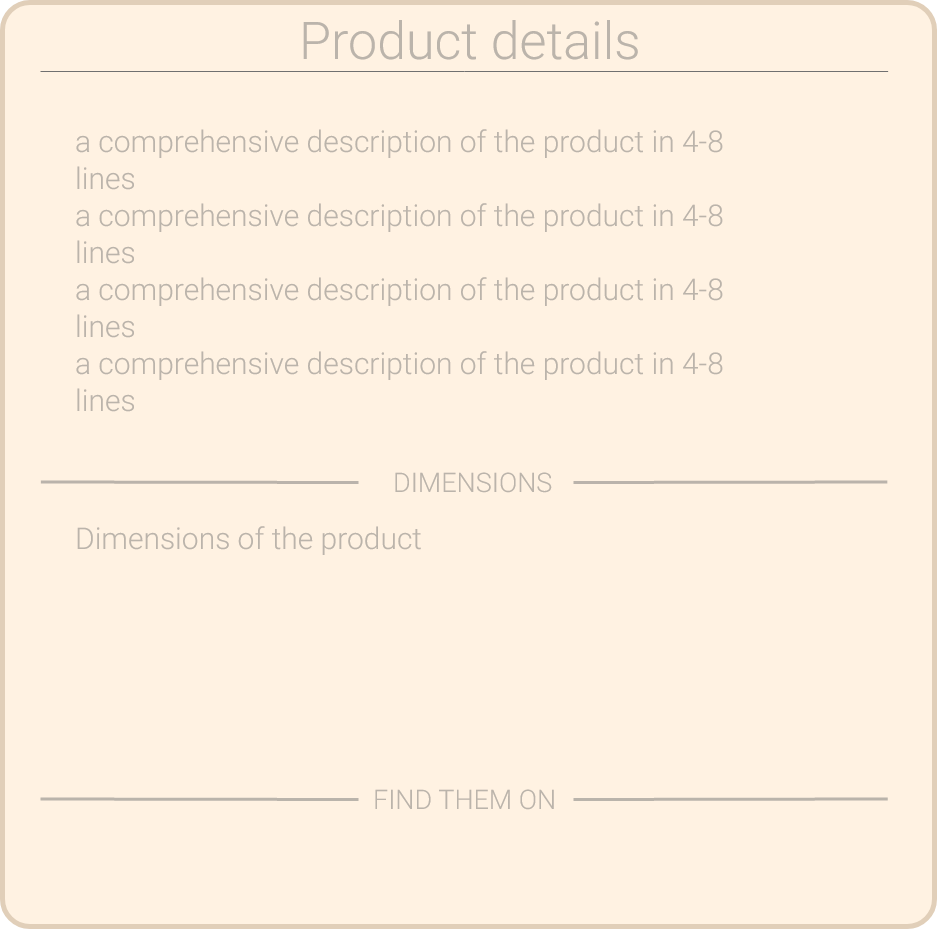 Product details
a comprehensive description of the product in 4-8
lines
a comprehensive description of the product in 4-8
lines
a comprehensive description of the product in 4-8
lines
a comprehensive description of the product in 4-8
lines
DIMENSIONS
Dimensions of the product
FIND THEM ON